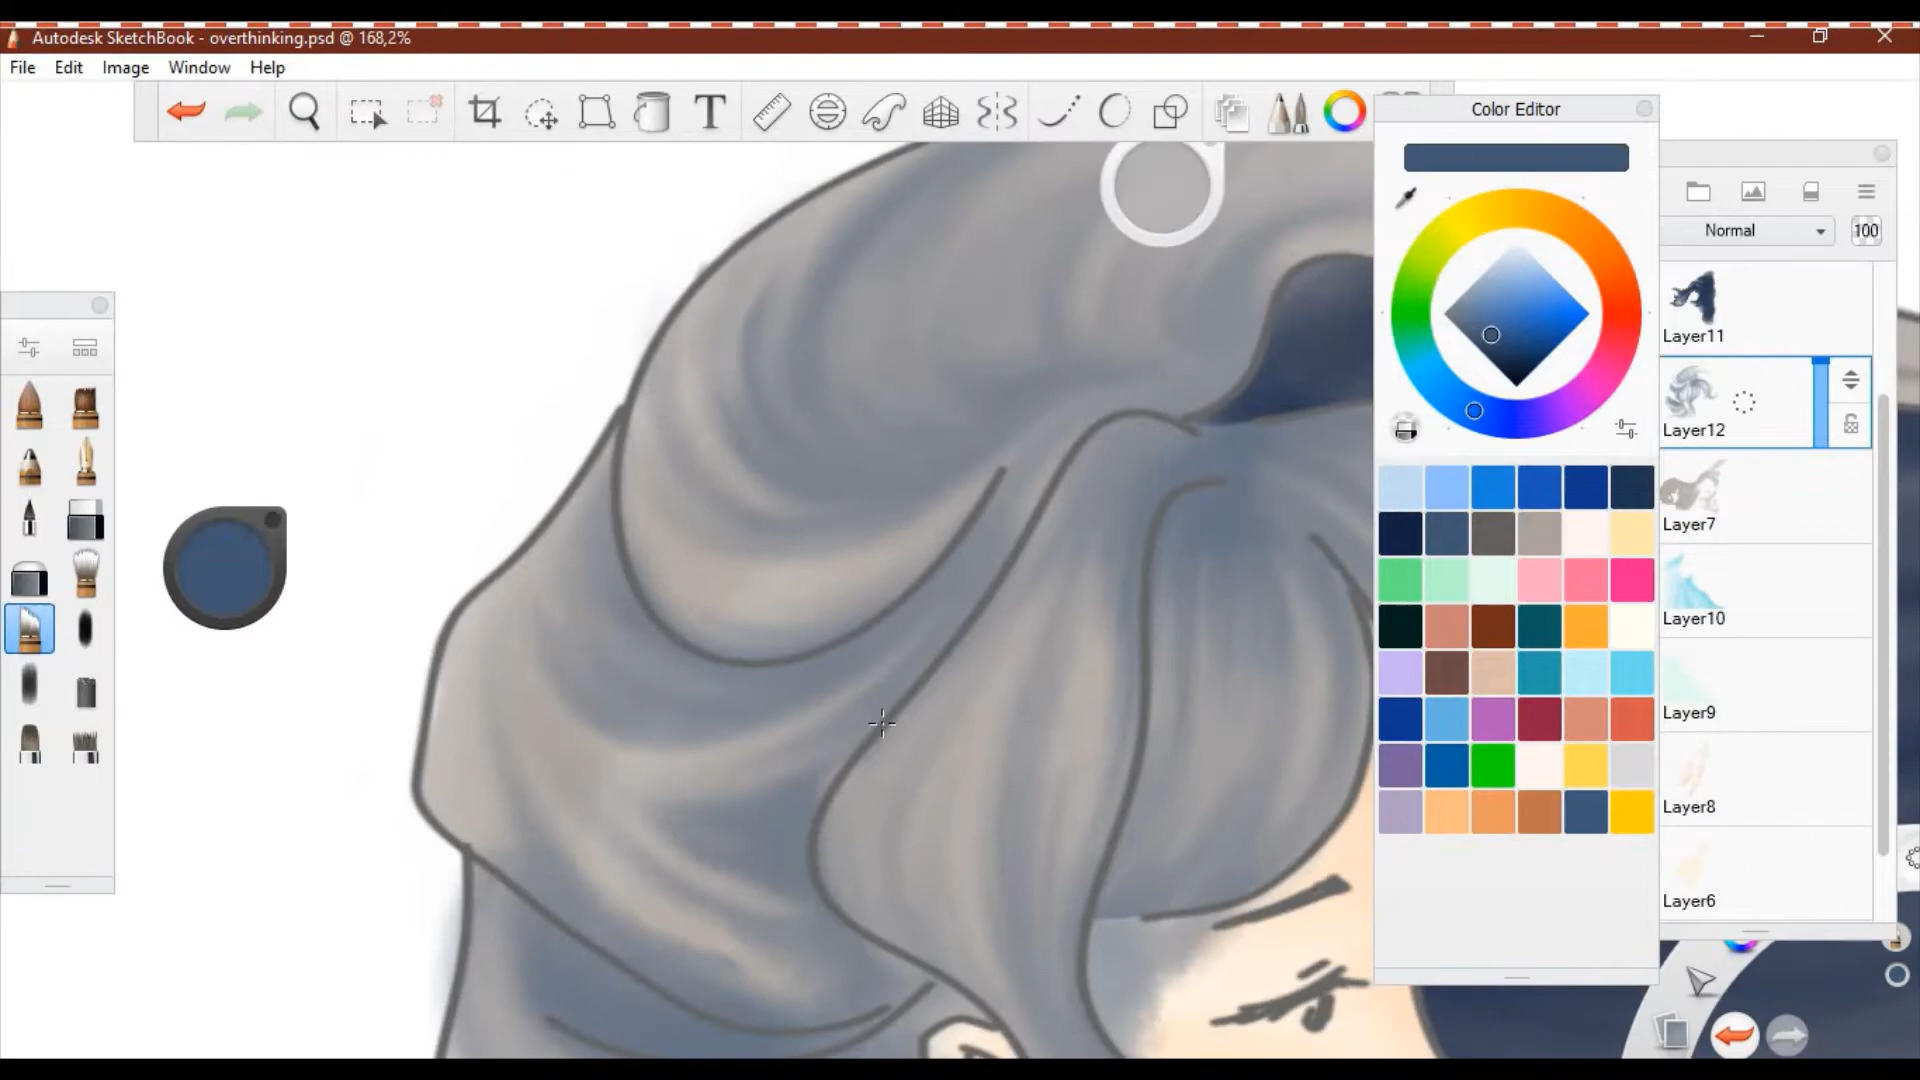 Autodesk SketchBook - overthinking.psd @ 168,2%
File Edit Image Window Help
T
Color Editor
Normal 100
Layer11
Layer12
Layer7
Layer10
Layer9
Layer8
Layer6